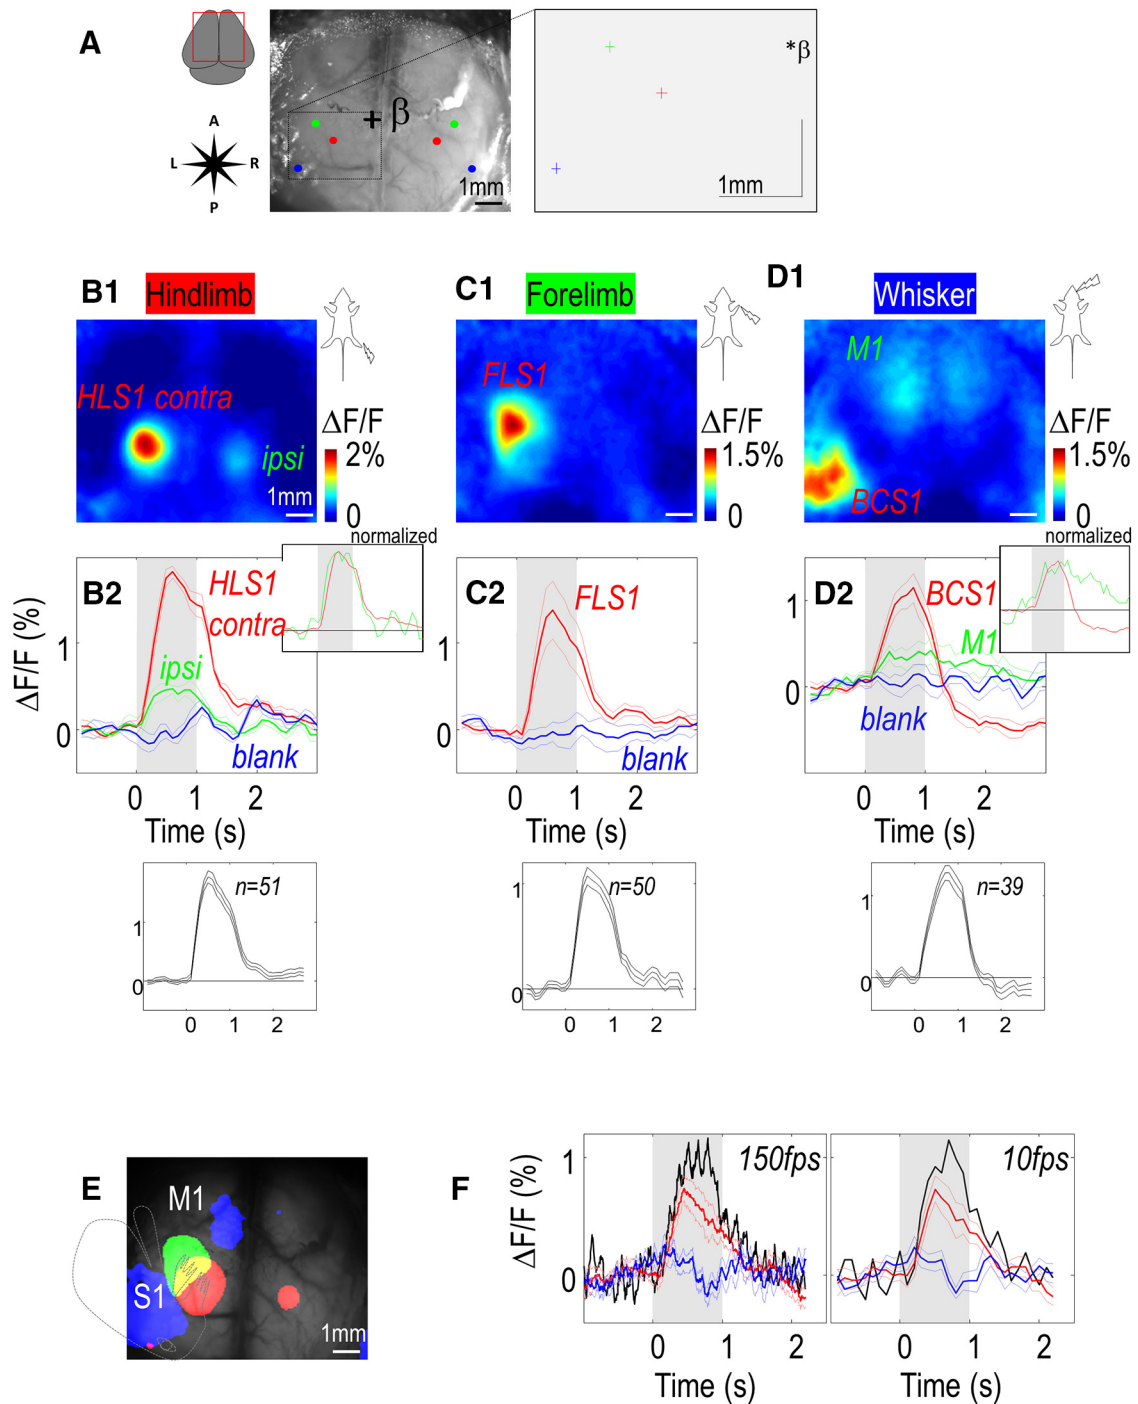 A
A
L
R
P
β
1mm
*β
1mm
B1
Hindlimb
HLS1 contra
ipsi
1mm
ΔF/F
2%
0
C1
Forelimb
FLS1
ΔF/F
1.5%
0
D1
Whisker
M1
BCS1
ΔF/F
1.5%
0
B2
HLS1
contra
ipsi
blank
normalized
ΔF/F (%)
1
0
0
1
2
Time (s)
C2
FLS1
blank
1
0
0
1
2
Time (s)
D2
BCS1
M1
blank
normalized
1
0
0
1
2
Time (s)
n=51
1
0
0
1
2
n=50
1
0
0
1
2
n=39
1
0
0
1
2
E
M1
S1
1mm
F
150fps
ΔF/F (%)
1
0
0
1
2
Time (s)
10fps
1
0
0
1
2
Time (s)